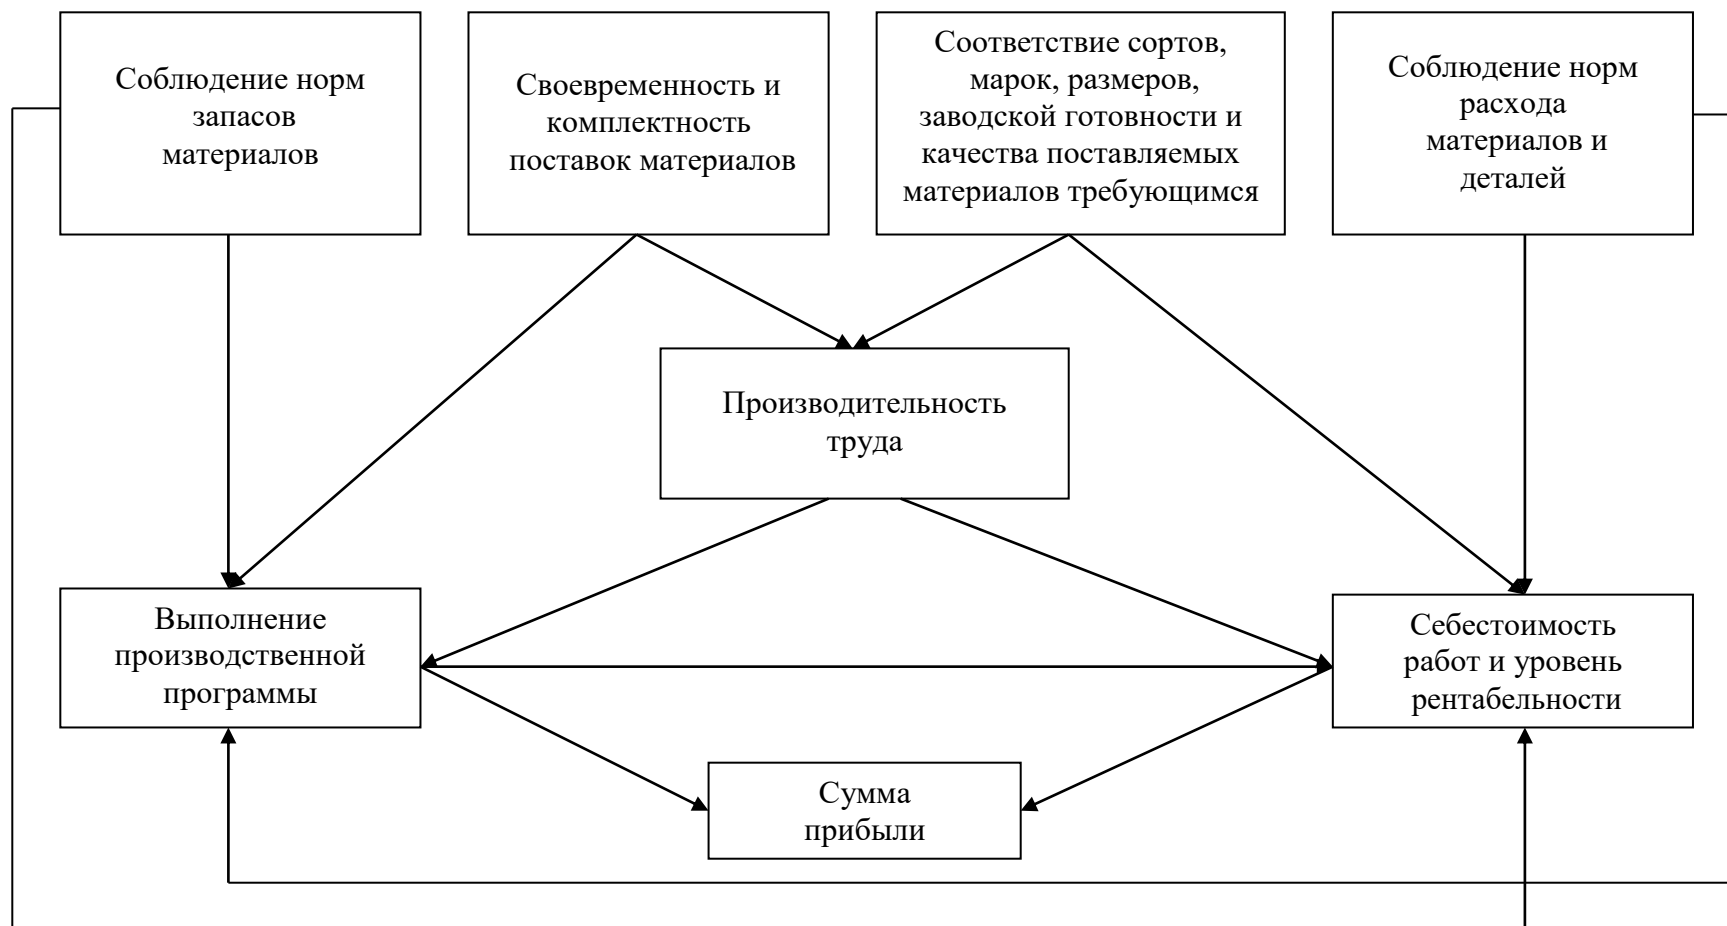 Соблюдение норм
запасов
материалов
Своевременность и
комплектность
поставок материалов
Соответствие сортов,
марок, размеров,
заводской готовности и
качества поставляемых
материалов требующимся
Соблюдение норм
расхода
материалов и
деталей
Производительность
труда
Выполнение
производственной
программы
Себестоимость
работ и уровень
рентабельности
Сумма
прибыли